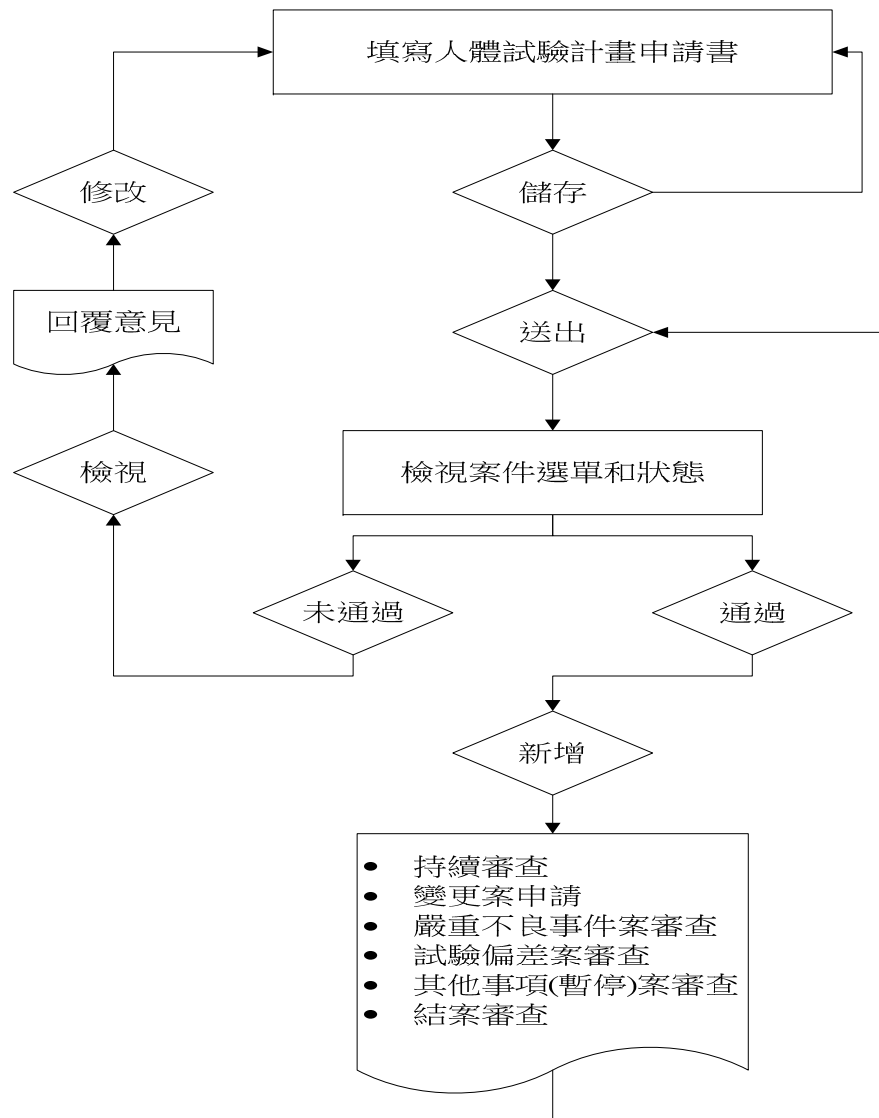 填寫人體試驗計畫申請書
修改
儲存
回覆意見
送出
檢視
檢視案件選單和狀態
未通過
通過
新增
• 持續審查
• 變更案申請
• 嚴重不良事件案審查
• 試驗偏差案審查
• 其他事項(暫停)案審查
• 結案審查